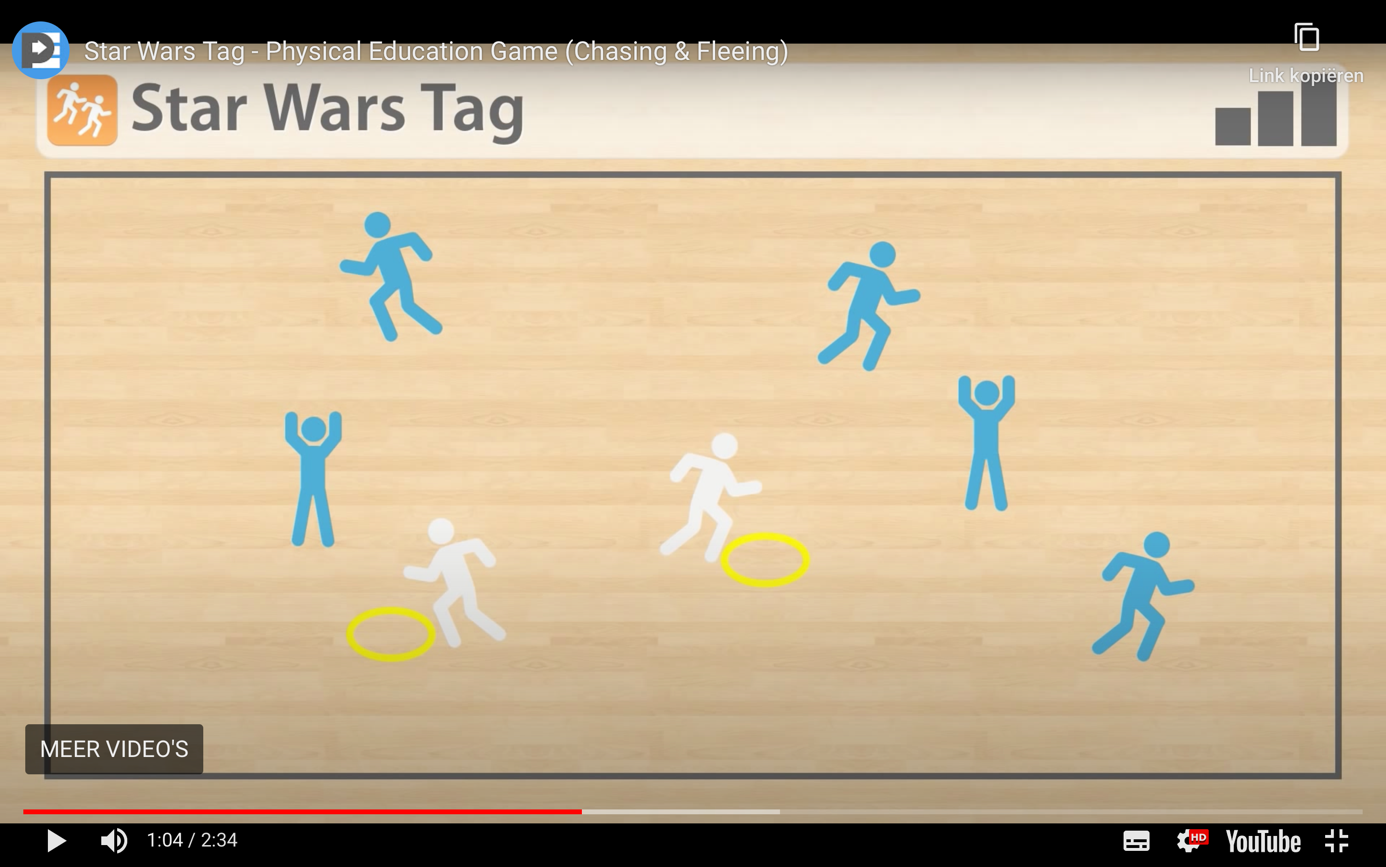 Star Wars Tag - Physical Education Game (Chasing & Fleeing)
Link kopiëren
Star Wars Tag
MEER VIDEO'S
1:04 / 2:34
HD
YouTube